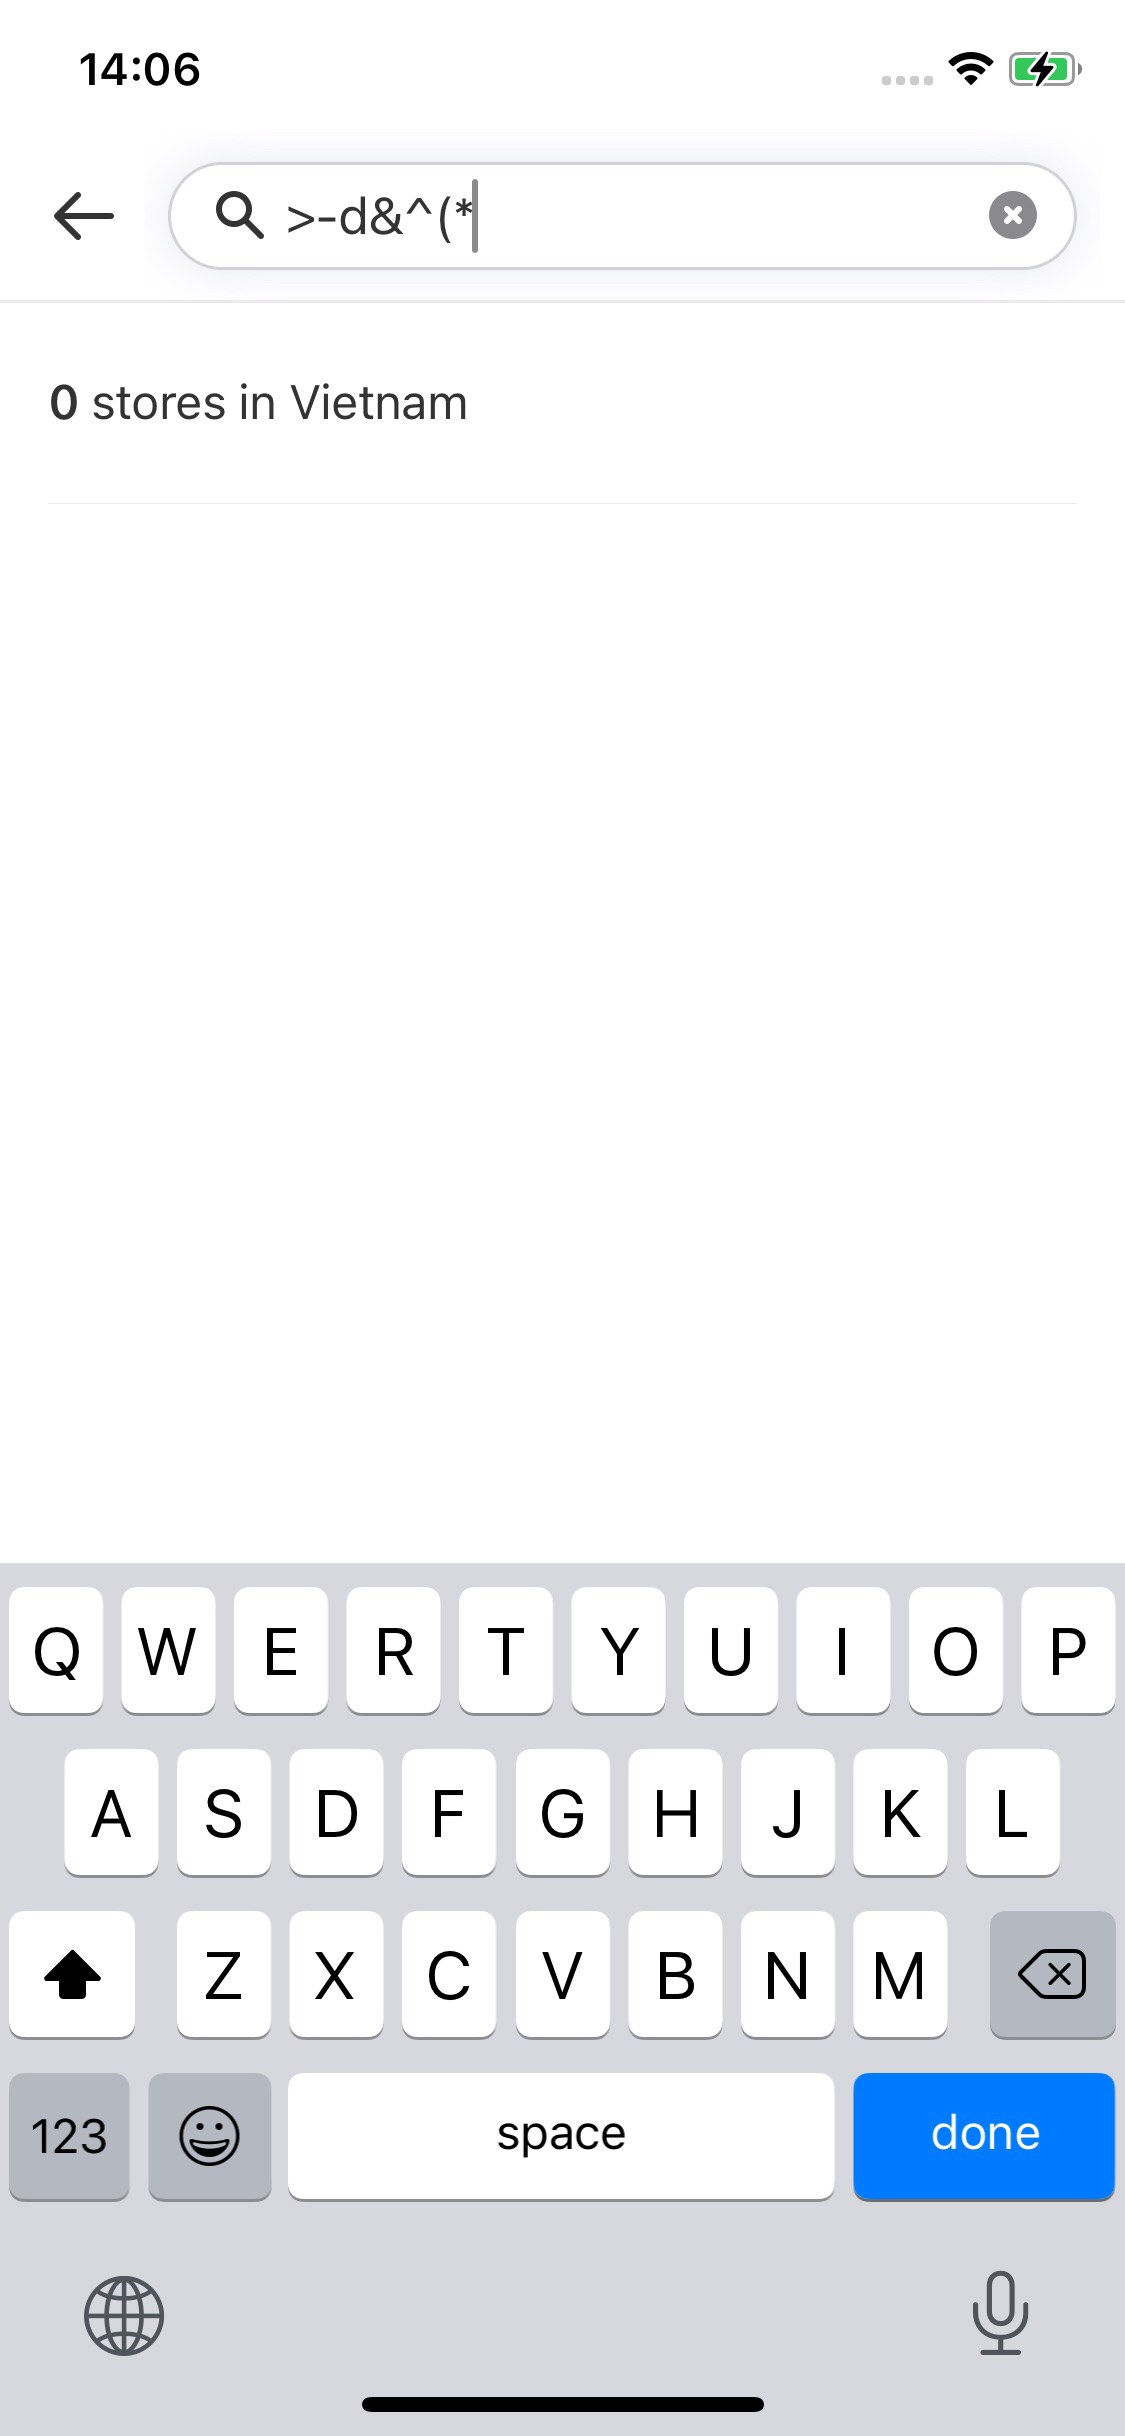 14:06
>-d&^(*
0 stores in Vietnam
Q W E R T Y U I O P
A S D F G H J K L
Z X C V B N M
123 space done